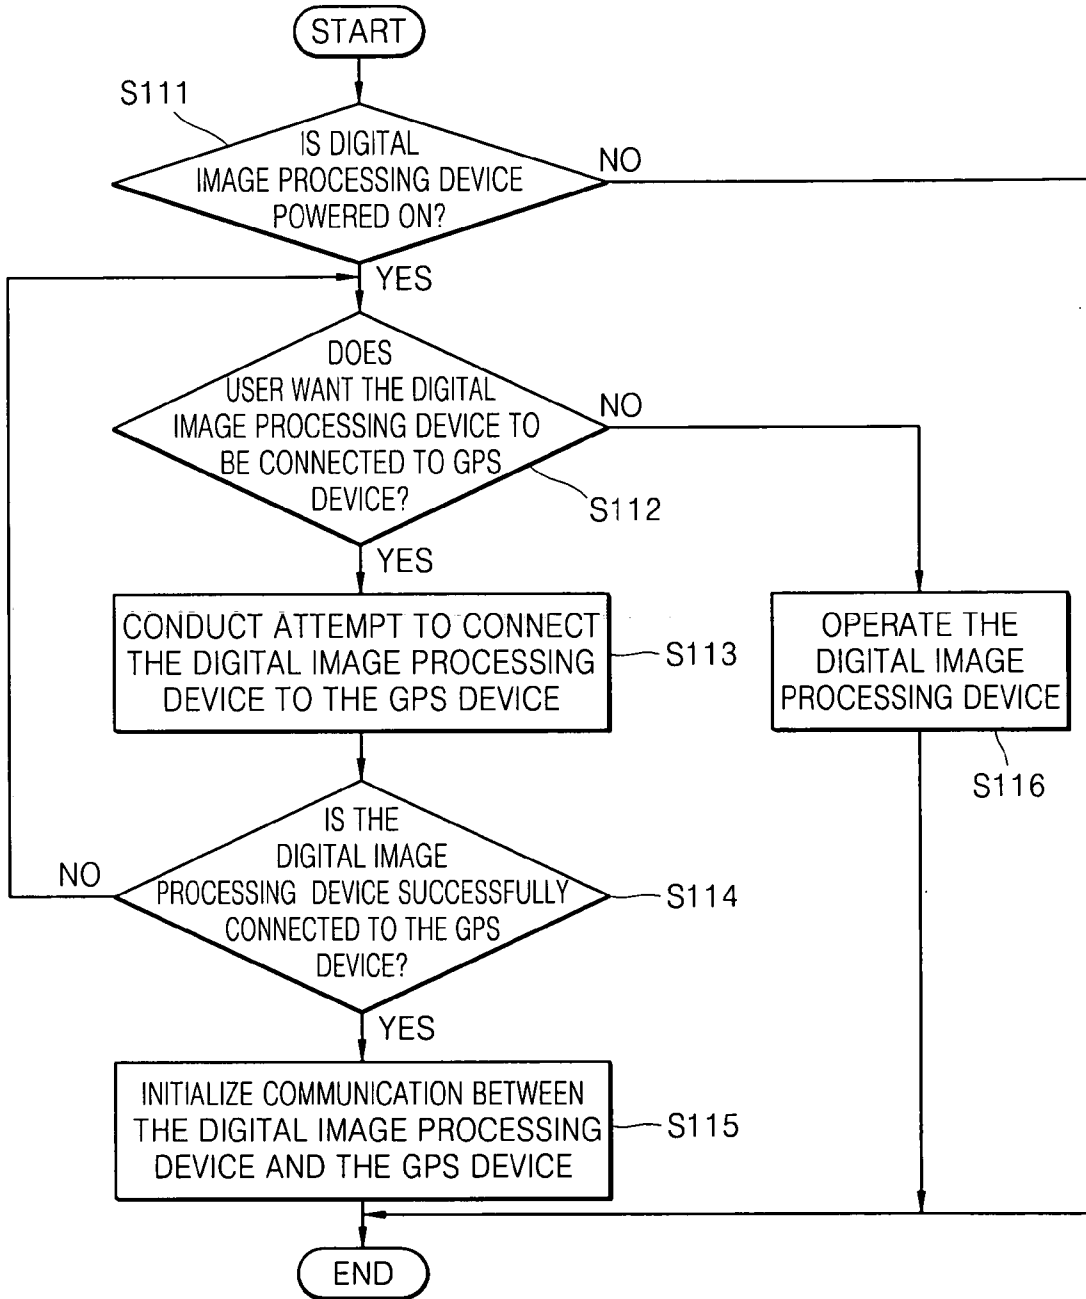 START
S111
IS DIGITAL
IMAGE PROCESSING DEVICE
POWERED ON?
NO
YES
DOES
USER WANT THE DIGITAL
IMAGE PROCESSING DEVICE TO
BE CONNECTED TO GPS
DEVICE?
NO
S112
YES
CONDUCT ATTEMPT TO CONNECT
THE DIGITAL IMAGE PROCESSING
DEVICE TO THE GPS DEVICE
S113
OPERATE THE
DIGITAL IMAGE
PROCESSING DEVICE
S116
IS THE
DIGITAL IMAGE
PROCESSING DEVICE SUCCESSFULLY
CONNECTED TO THE GPS
DEVICE?
NO
S114
YES
INITIALIZE COMMUNICATION BETWEEN
THE DIGITAL IMAGE PROCESSING
DEVICE AND THE GPS DEVICE
S115
END